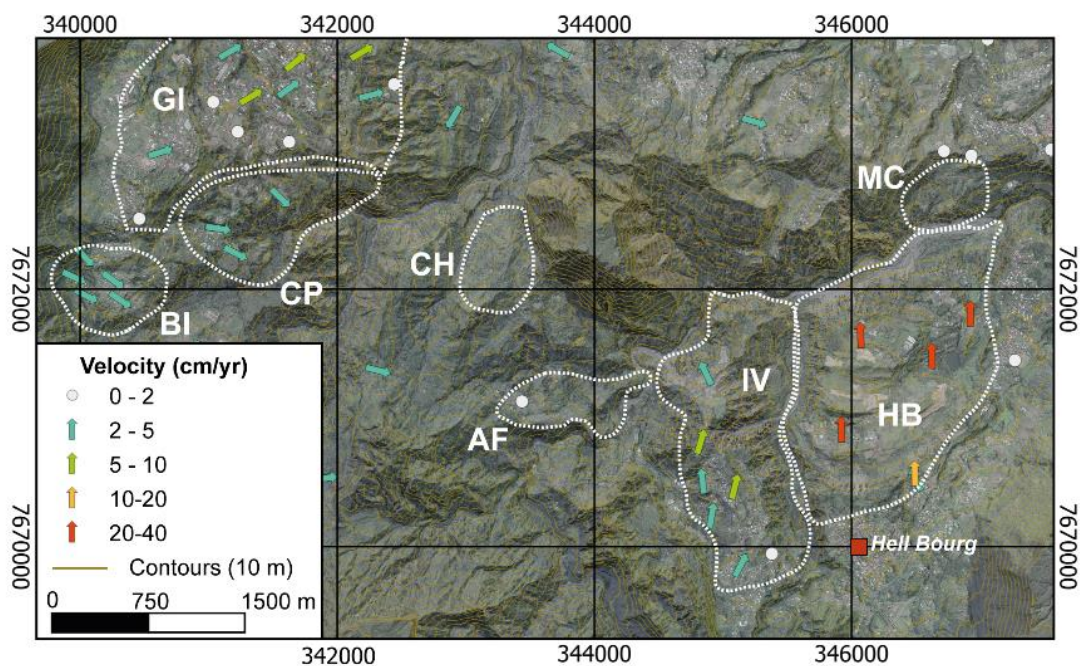 340000 342000 344000 346000
GI
MC
CH
CP
BI
7672000 7672000
IV
HB
AF
Velocity (cm/yr)
0 - 2
2 - 5
5 - 10
10-20
20-40
Contours (10 m)
0 750 1500 m
Hell Bourg
7670000 7670000
342000 344000 346000